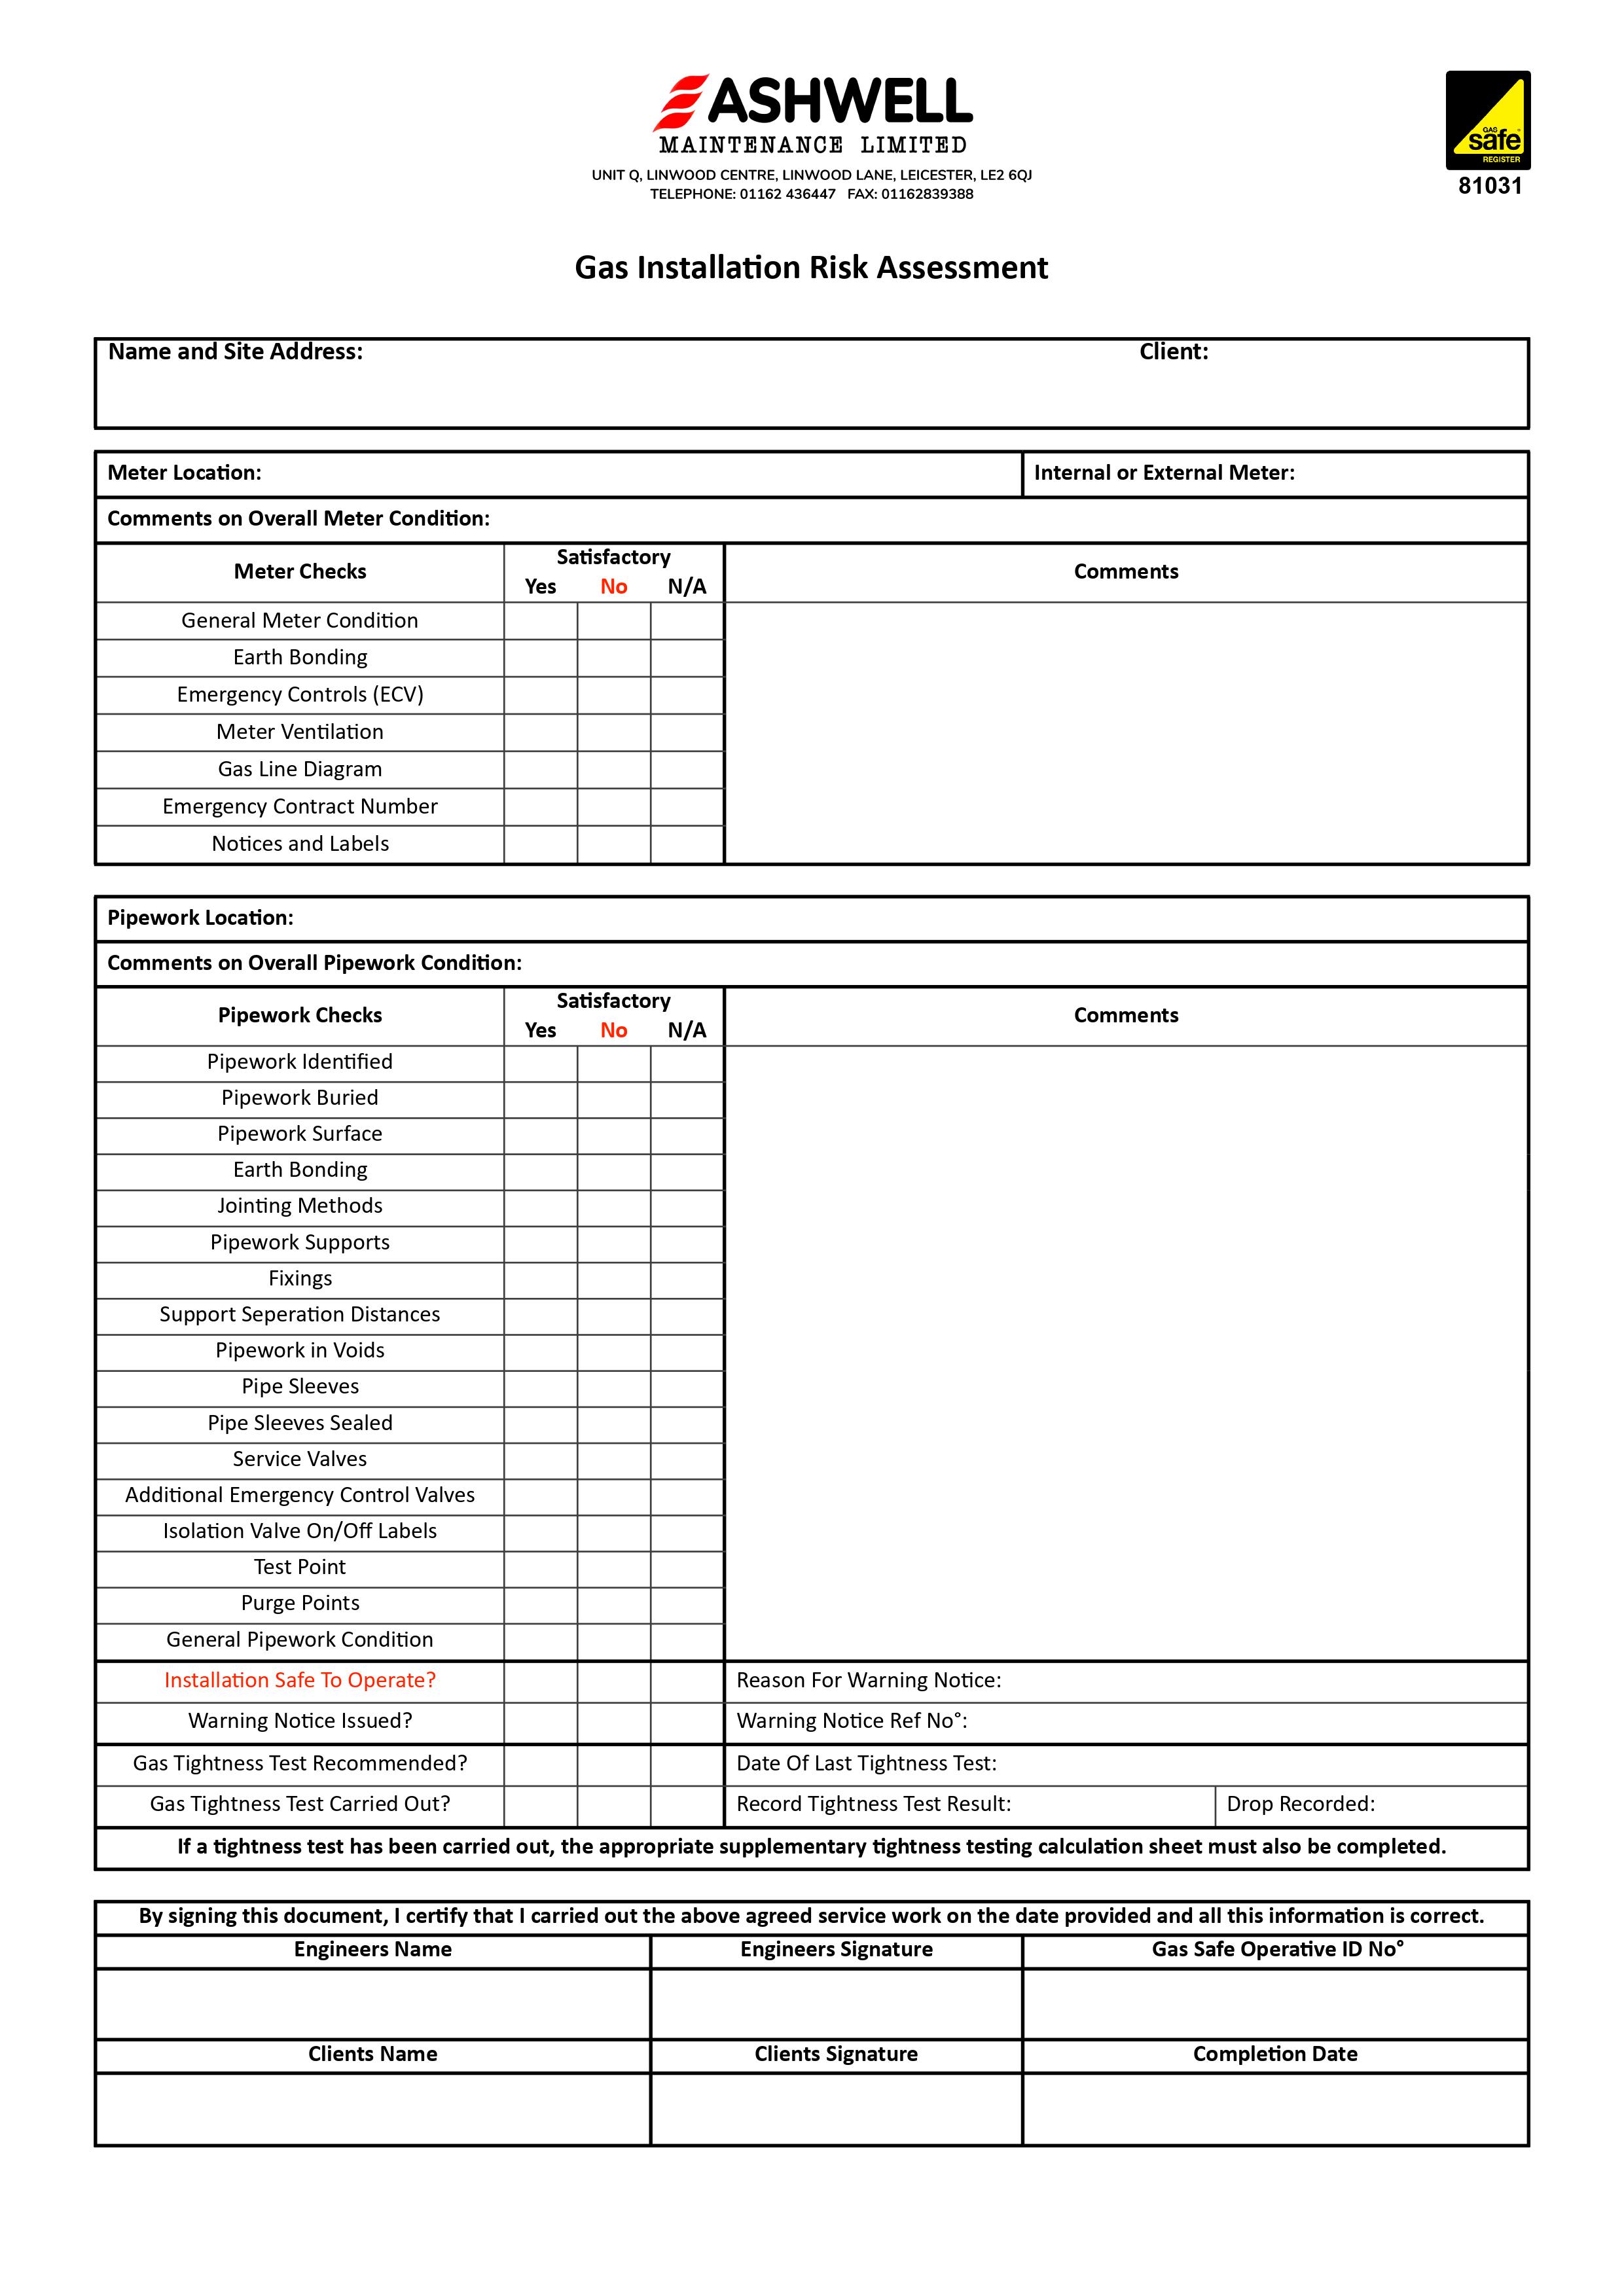 ASHWELL
MAINTENANCE LIMITED
UNIT Q, LINWOOD CENTRE, LINWOOD LANE, LEICESTER, LE2 6QJ
TELEPHONE: 01162 436447 FAX: 01162839388
GAS
safe
REGISTER
81031
Gas Installation Risk Assessment
Name and Site Address: Client:
Meter Location: Internal or External Meter:
Comments on Overall Meter Condition:
Meter Checks Satisfactory Comments
Yes No N/A
General Meter Condition
Earth Bonding
Emergency Controls (ECV)
Meter Ventilation
Gas Line Diagram
Emergency Contract Number
Notices and Labels
Pipework Location:
Comments on Overall Pipework Condition:
Pipework Checks Satisfactory Comments
Yes No N/A
Pipework Identified
Pipework Buried
Pipework Surface
Earth Bonding
Jointing Methods
Pipework Supports
Fixings
Support Seperation Distances
Pipework in Voids
Pipe Sleeves
Pipe Sleeves Sealed
Service Valves
Additional Emergency Control Valves
Isolation Valve On/Off Labels
Test Point
Purge Points
General Pipework Condition
Installation Safe To Operate? Reason For Warning Notice:
Warning Notice Issued? Warning Notice Ref No°:
Gas Tightness Test Recommended? Date Of Last Tightness Test:
Gas Tightness Test Carried Out? Record Tightness Test Result: Drop Recorded:
If a tightness test has been carried out, the appropriate supplementary tightness testing calculation sheet must also be completed.
By signing this document, I certify that I carried out the above agreed service work on the date provided and all this information is correct.
Engineers Name Engineers Signature Gas Safe Operative ID No°
Clients Name Clients Signature Completion Date